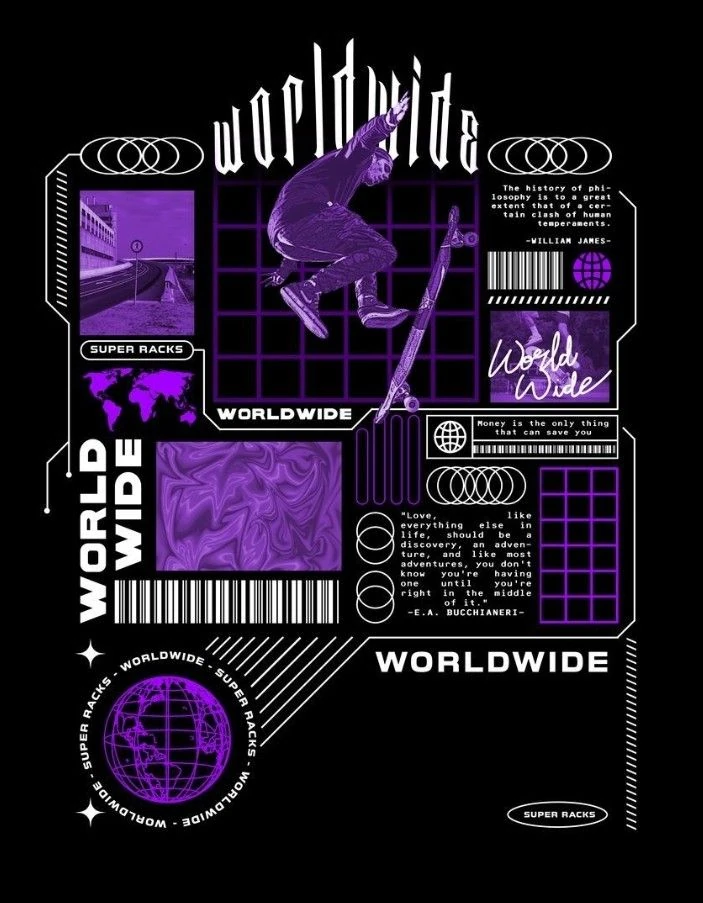 worldwide
The history of phi-
losophy is to a great
extent that of a cer-
tain clash of human
temperaments.
-WILLIAM JAMES-
SUPER RACKS
World
Wide
WORLDWIDE
Money is the only thing
that can save you
WORLD
WIDE
"Love, like
everything else in
life, should be a
discovery, an adven-
ture, and like most
adventures, you don't
know you're having
one until you're
right in the middle
of it."
-E.A. BUCCHIANERI-
WORLDWIDE
WORLDWIDE - SUPER RACKS - WORLDWIDE - WORLDWIDE - SUPER RACKS -
SUPER RACKS